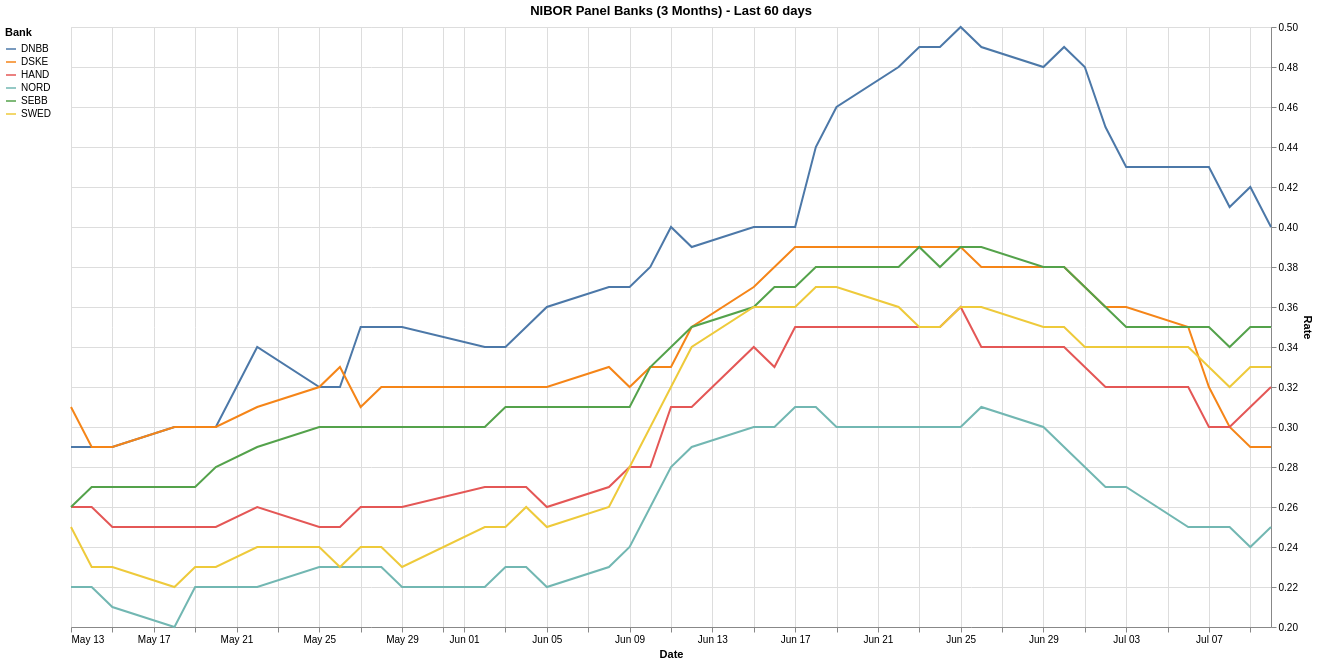 NIBOR Panel Banks (3 Months) - Last 60 days
Bank
DNBB
DSKE
HAND
NORD
SEBB
SWED
0.50
0.48
0.46
0.44
0.42
0.40
0.38
0.36
0.34
0.32
0.30
0.28
0.26
0.24
0.22
0.20
Rate
May 13 May 17 May 21 May 25 May 29 Jun 01 Jun 05 Jun 09 Jun 13 Jun 17 Jun 21 Jun 25 Jun 29 Jul 03 Jul 07
Date